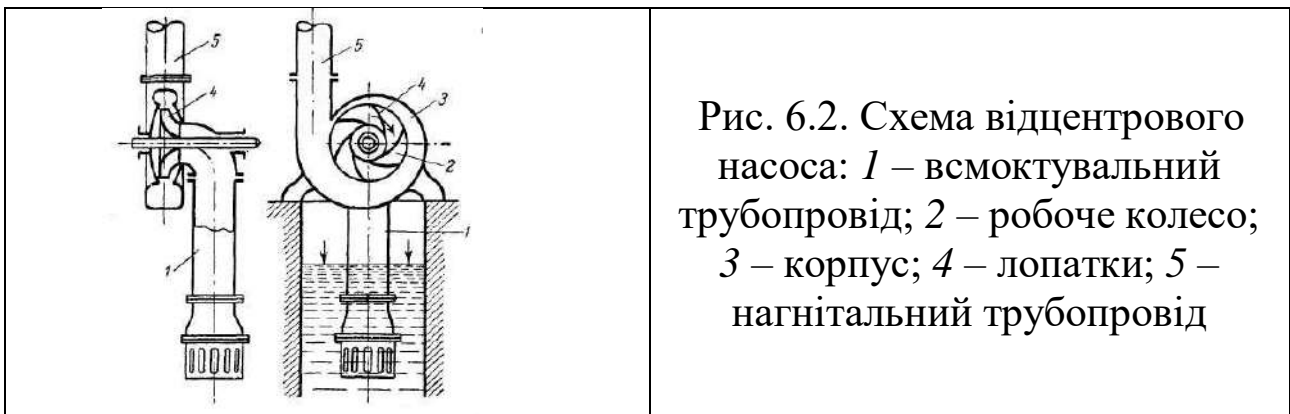 5
4
1
5
4
3
2
1
Рис. 6.2. Схема відцентрового
насоса: 1 – всмоктувальний
трубопровід; 2 – робоче колесо;
3 – корпус; 4 – лопатки; 5 –
нагнітальний трубопровід